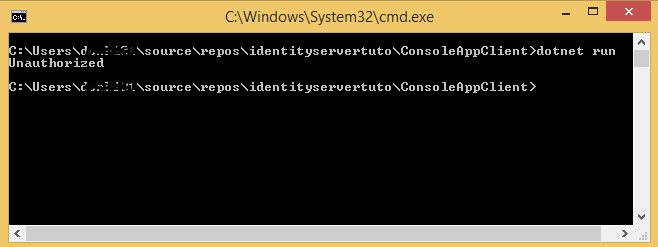 C:\Windows\System32\cmd.exe
C:\Users\ \source\repos\identityservertuto\ConsoleAppClient>dotnet run
Unauthorized
C:\Users\ \source\repos\identityservertuto\ConsoleAppClient>